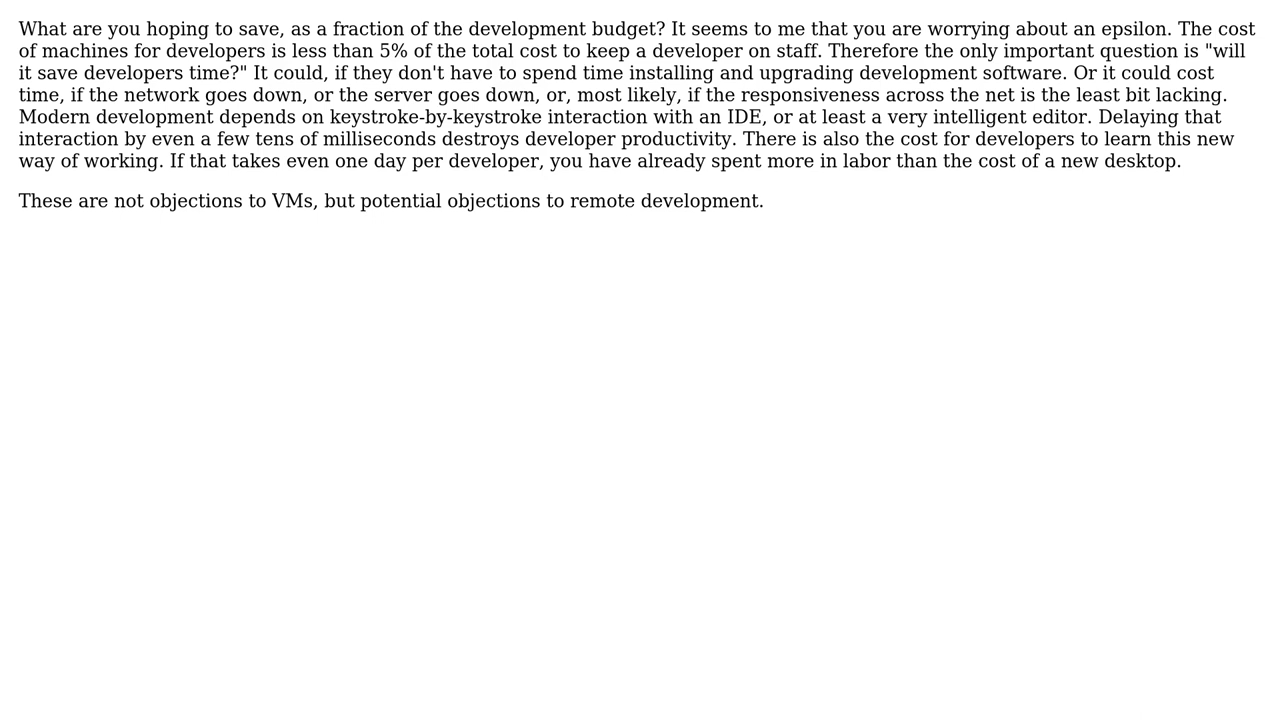 What are you hoping to save, as a fraction of the development budget? It seems to me that you are worrying about an epsilon. The cost
of machines for developers is less than 5% of the total cost to keep a developer on staff. Therefore the only important question is "will
it save developers time?" It could, if they don't have to spend time installing and upgrading development software. Or it could cost
time, if the network goes down, or the server goes down, or, most likely, if the responsiveness across the net is the least bit lacking.
Modern development depends on keystroke-by-keystroke interaction with an IDE, or at least a very intelligent editor. Delaying that
interaction by even a few tens of milliseconds destroys developer productivity. There is also the cost for developers to learn this new
way of working. If that takes even one day per developer, you have already spent more in labor than the cost of a new desktop.
These are not objections to VMs, but potential objections to remote development.